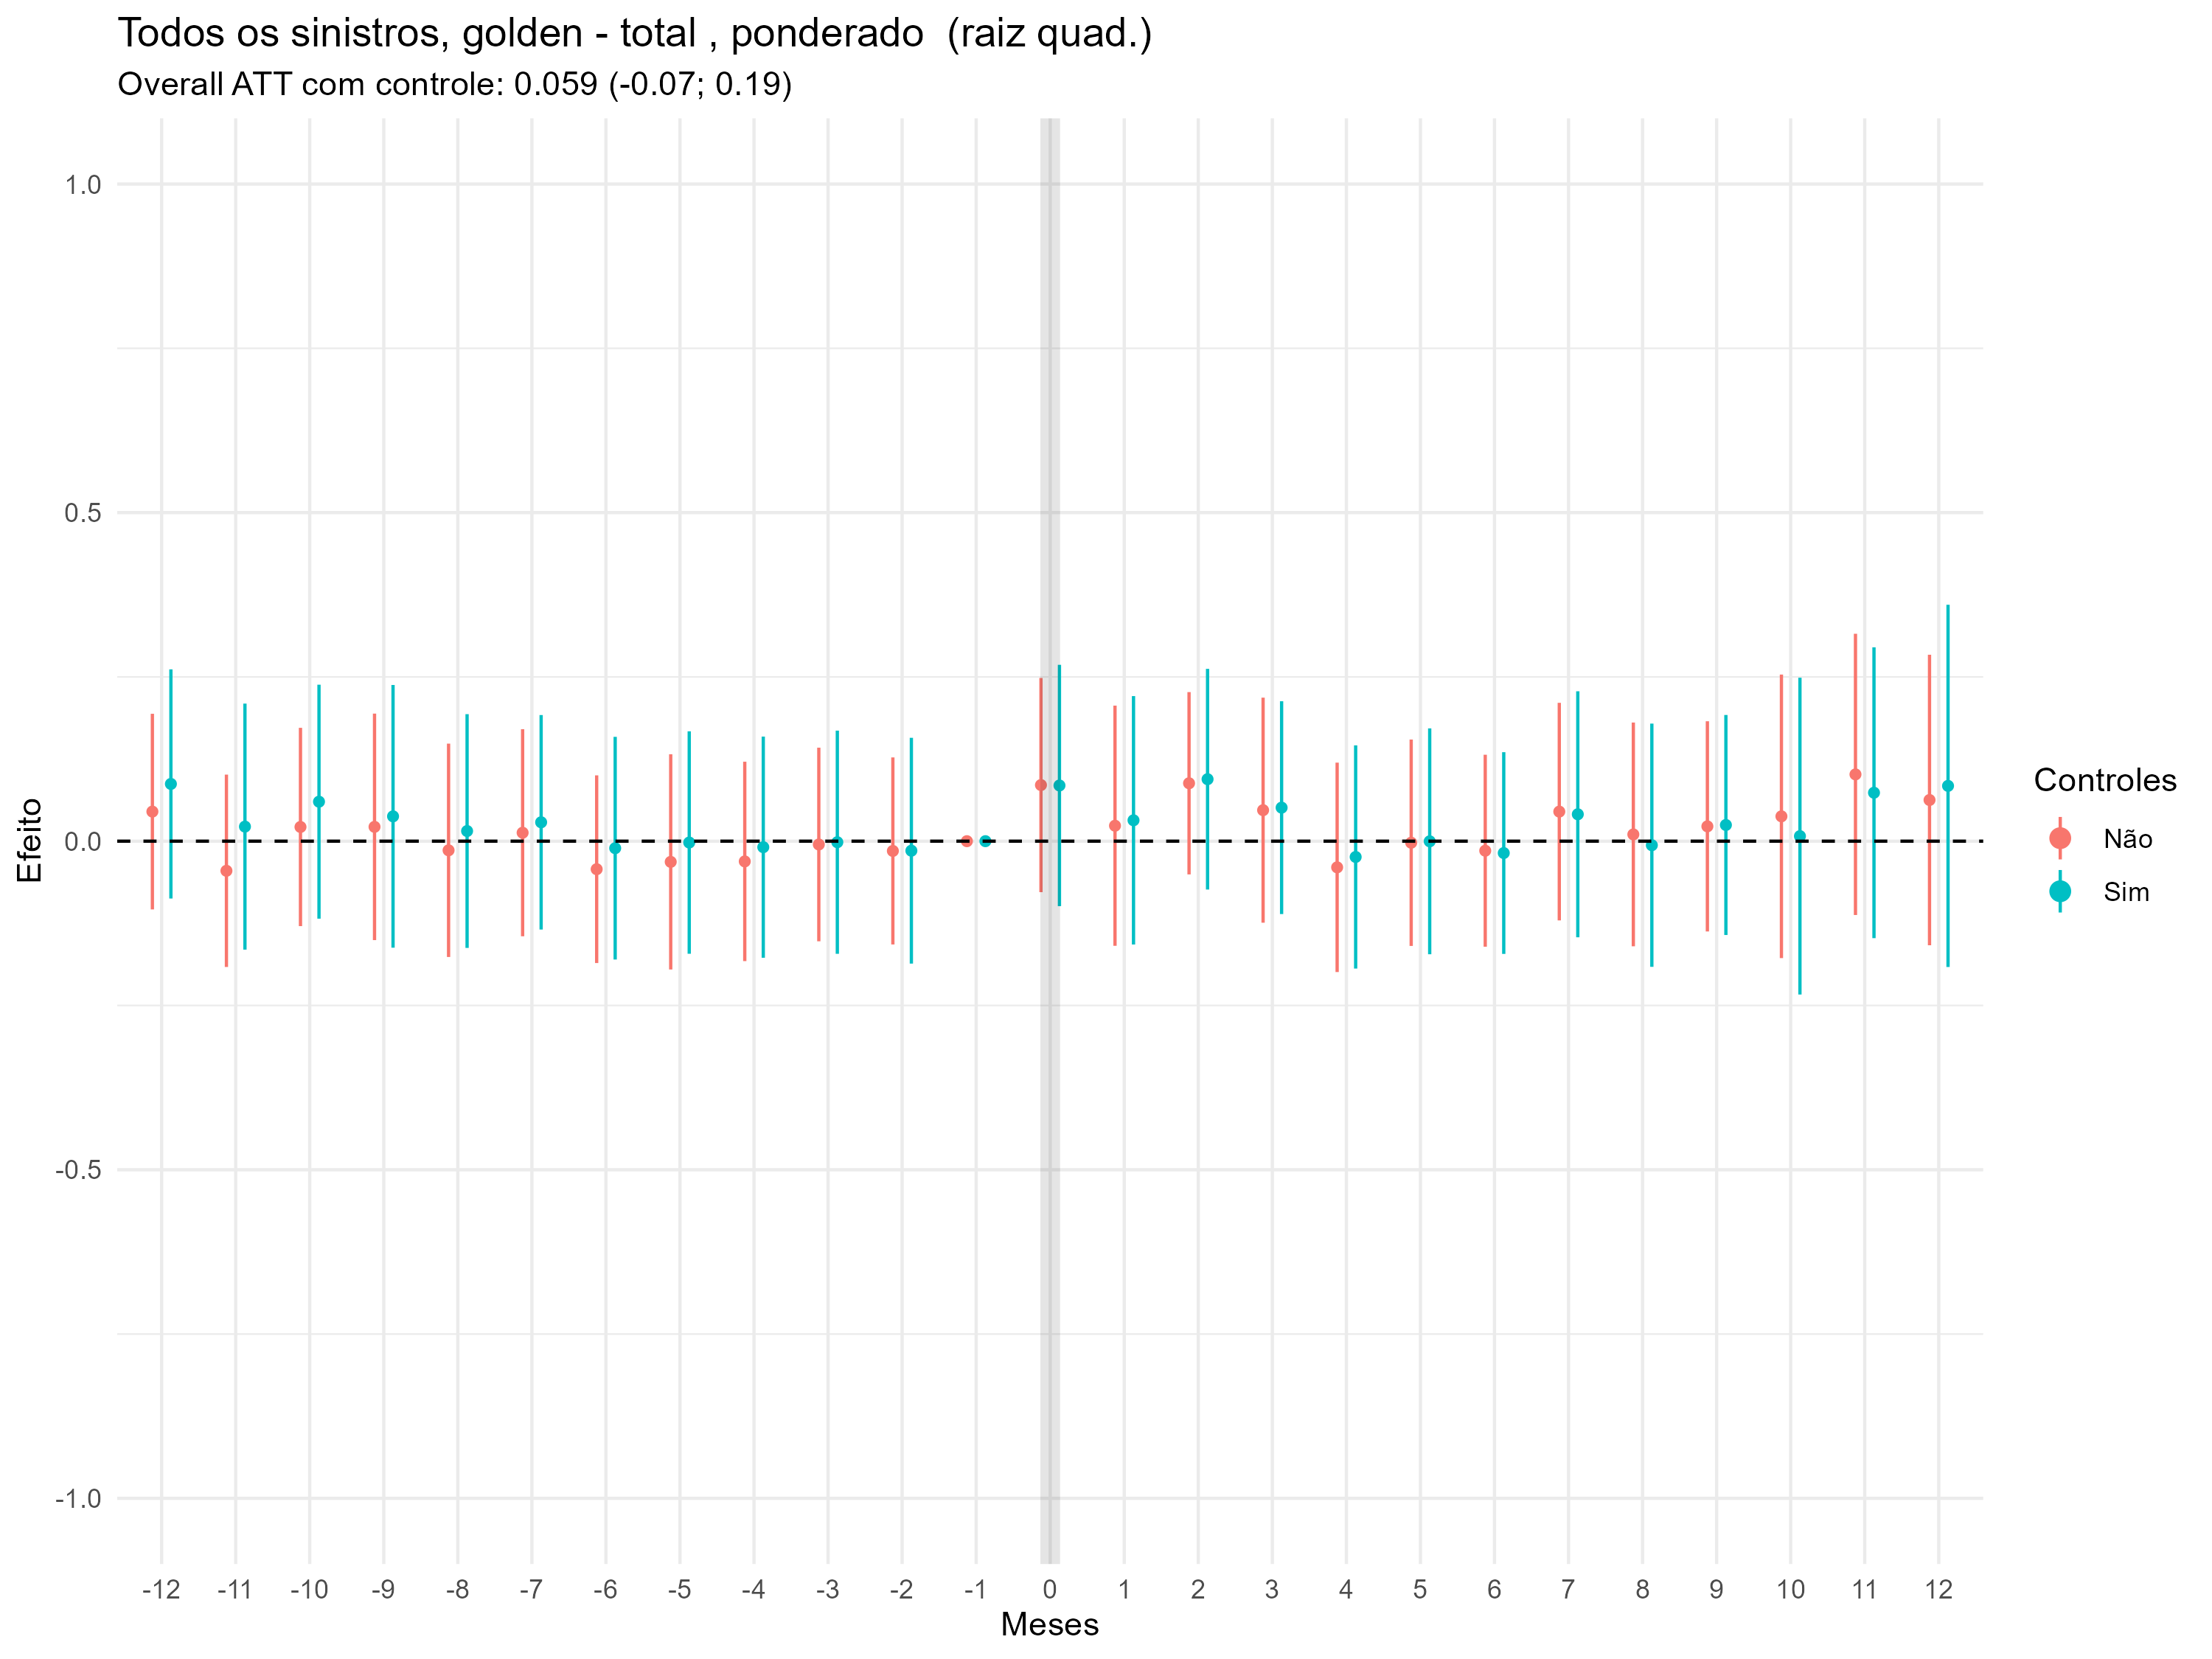 Todos os sinistros, golden - total , ponderado  (raiz quad.)
Overall ATT com controle: 0.059 (-0.07; 0.19)
1.0
0.5
0.0
-0.5
-1.0
Efeito
-12 -11 -10 -9 -8 -7 -6 -5 -4 -3 -2 -1 0 1 2 3 4 5 6 7 8 9 10 11 12
Meses
Controles
Não
Sim